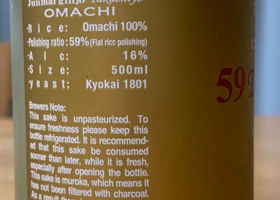 Junmai ginjo
OMACHI
・Rice: Omachi 100%
・Polishing ratio: 59% (Flat rice polishing)
・Alc: 16%
・Size: 500ml
・yeast: Kyokai 1801
Brewers Note:
This sake is unpasteurized. To
ensure freshness please keep this
bottle refrigerated. It is recommend-
ed that this sake be consumed
sooner than later, while it is fresh,
especially after opening the bottle.
This sake is muroka, which means it
has not been filtered with charcoal.
As a result
59